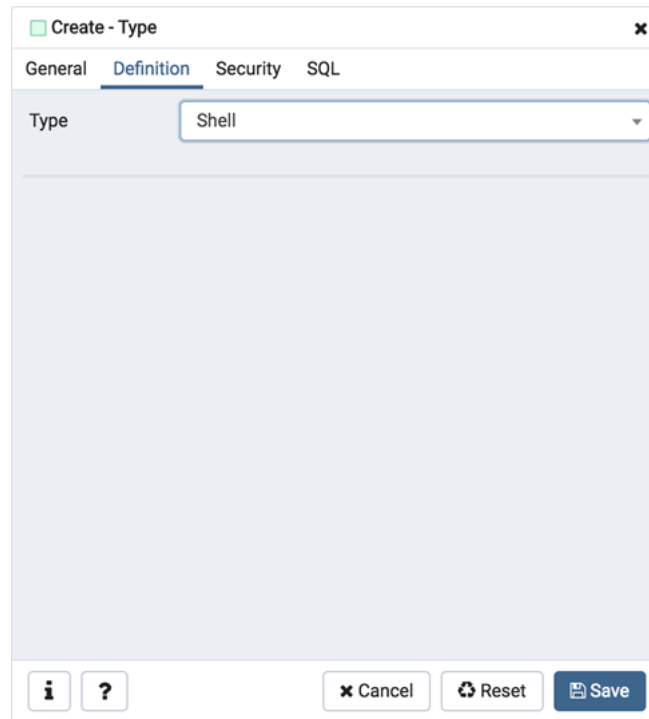 Create - Type
General Definition Security SQL
Type Shell
i ? Cancel Reset Save